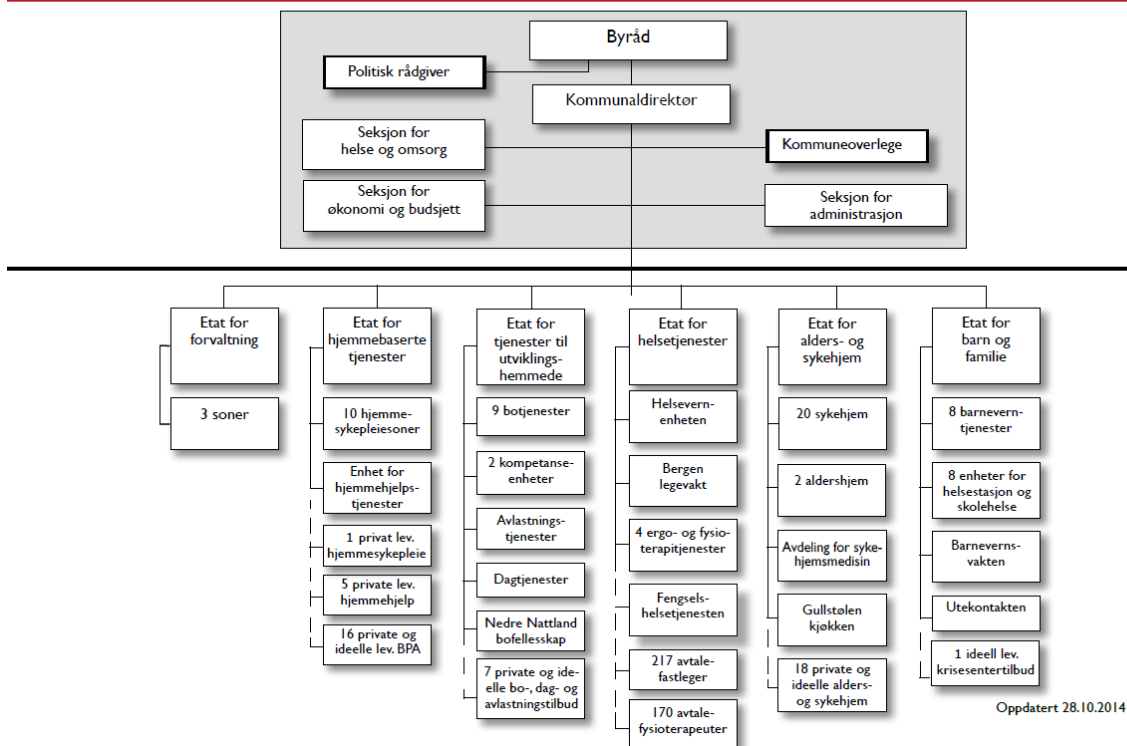 Byråd
Politisk rådgiver
Kommunaldirektør
Seksjon for
helse og omsorg
Kommuneoverlege
Seksjon for
økonomi og budsjett
Seksjon for
administrasjon
Etat for
forvaltning
3 soner
Etat for
hjemmebaserte
tjenester
10 hjemme-
sykepleiesoner
Enhet for
hjemmehjelps-
tjenester
1 privat lev.
hjemmesykepleie
5 private lev.
hjemmehjelp
16 private og
ideelle lev. BPA
Etat for
tjenester til
utviklings-
hemmede
9 botjenester
2 kompetanse-
enheter
Avlastnings-
tjenester
Dagtjenester
Nedre Nattland
bofellesskap
7 private og ide-
elle bo-, dag- og
avlastningstilbud
Etat for
helsetjenester
Helsevern-
enheten
Bergen
legevakt
4 ergo- og fysio-
terapitjenester
Fengsels-
helsetjenesten
217 avtale-
fastleger
170 avtale-
fysioterapeuter
Etat for
alders- og
sykehjem
20 sykehjem
2 aldershjem
Avdeling for syke-
hjemsmedisin
Gullstølen
kjøkken
18 private og
ideelle alders-
og sykehjem
Etat for
barn og
familie
8 barnevern-
tjenester
8 enheter for
helsestasjon og
skolehelse
Barneverns-
vakten
Utekontakten
1 ideell lev.
krisesentertilbud
Oppdatert 28.10.2014